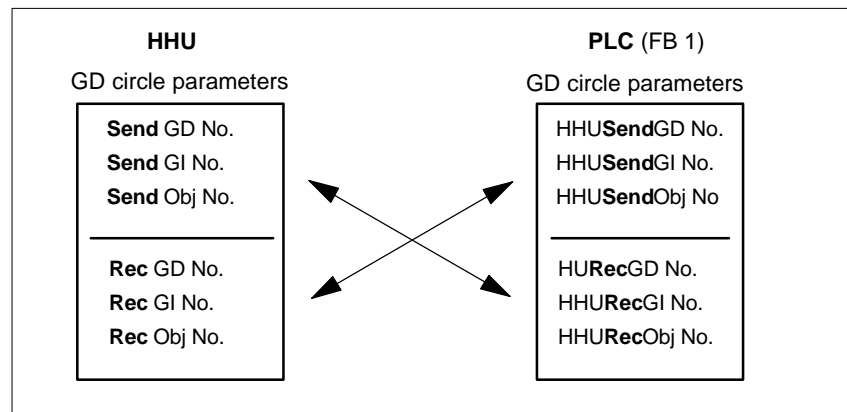 HHU
GD circle parameters
Send GD No.
Send GI No.
Send Obj No.
Rec GD No.
Rec GI No.
Rec Obj No.
PLC (FB 1)
GD circle parameters
HHUSendGD No.
HHUSendGI No.
HHUSendObj No
HURecGD No.
HHURecGI No.
HHURecObj No.